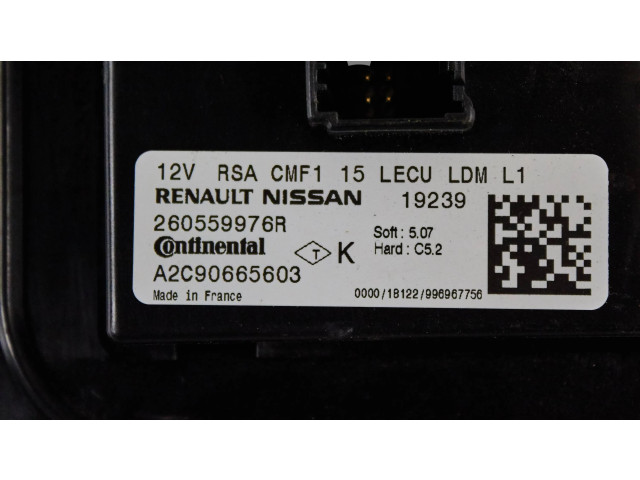 12V RSA CMF1 15 LECU LDM L1
RENAULT NISSAN 19239
260559976R
Continental
T K
Soft : 5.07
Hard : C5.2
A2C90665603
Made in France
0000/18122/996967756